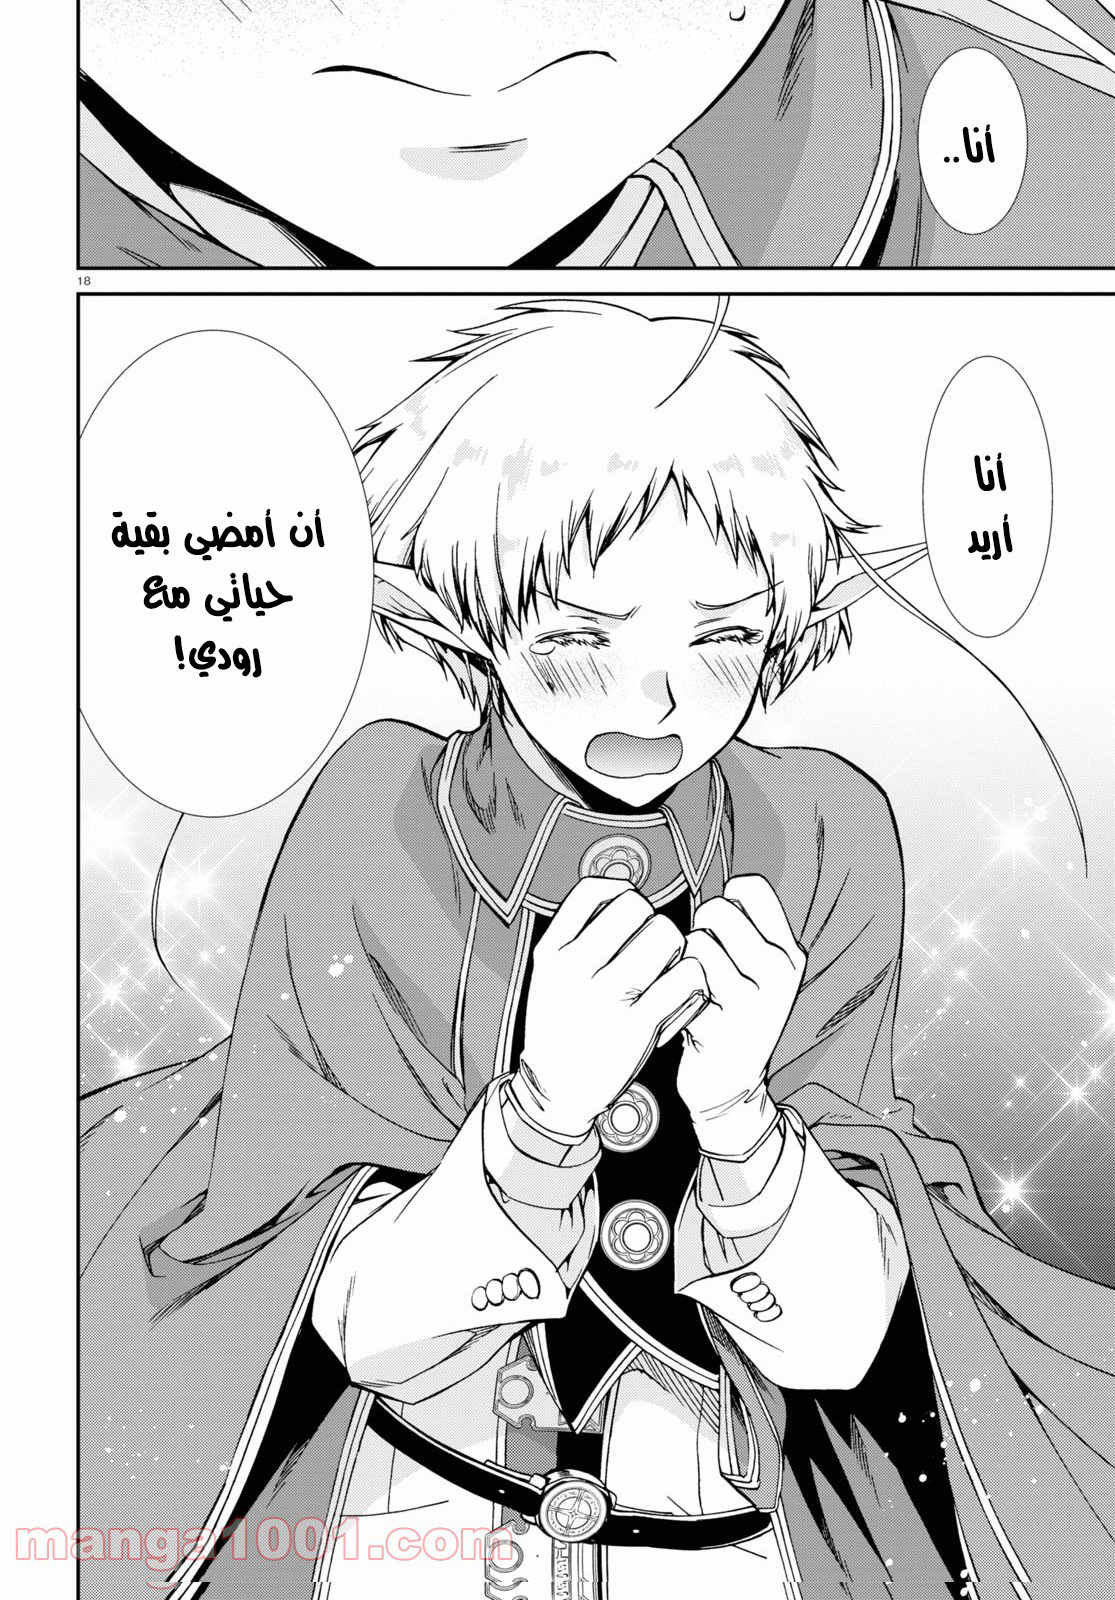 أنا..
18
أنا
أريد
أن أمضي بقية
حياتي مع
رودي!
manga1001.com